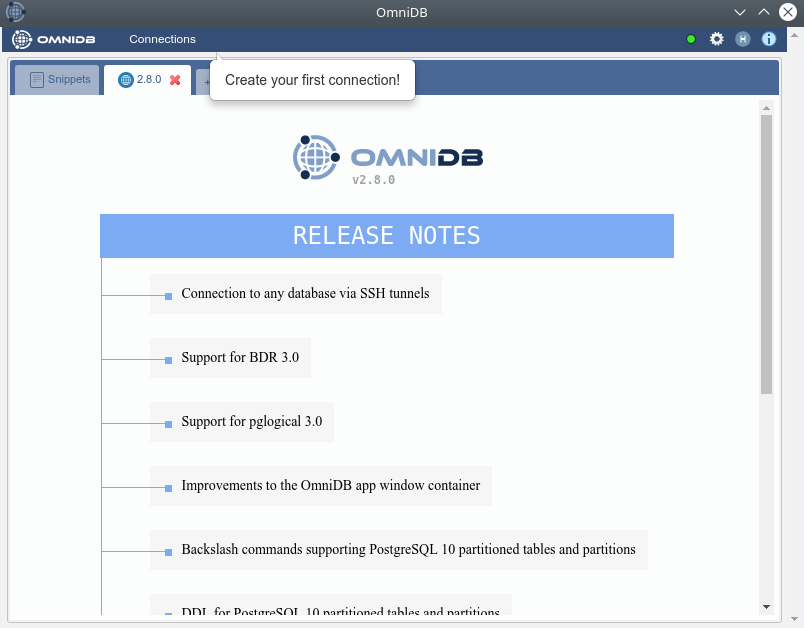 OmniDB
OMNIDB Connections H i
Snippets 2.8.0 +
Create your first connection!
OMNIDB
v2.8.0
RELEASE NOTES
Connection to any database via SSH tunnels
Support for BDR 3.0
Support for pglogical 3.0
Improvements to the OmniDB app window container
Backslash commands supporting PostgreSQL 10 partitioned tables and partitions
DDL for PostgreSQL 10 partitioned tables and partitions